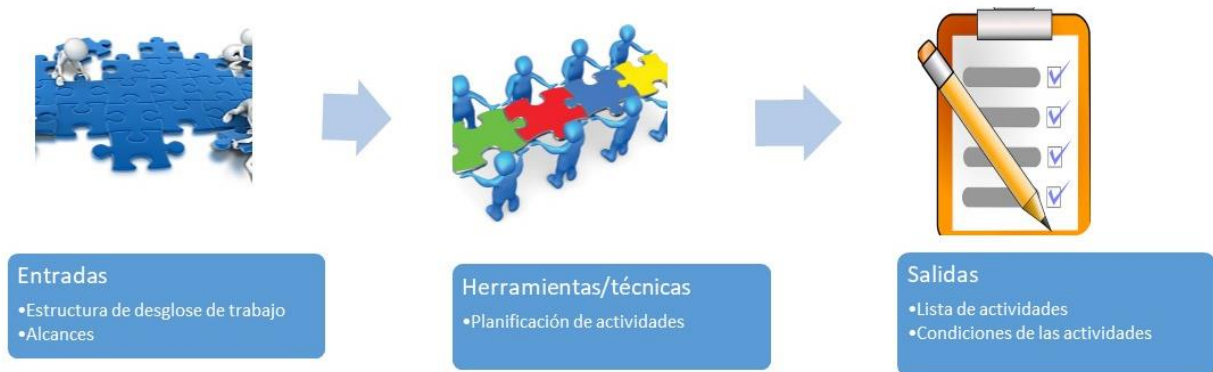 Entradas
•Estructura de desglose de trabajo
•Alcances
Herramientas/técnicas
•Planificación de actividades
Salidas
•Lista de actividades
•Condiciones de las actividades